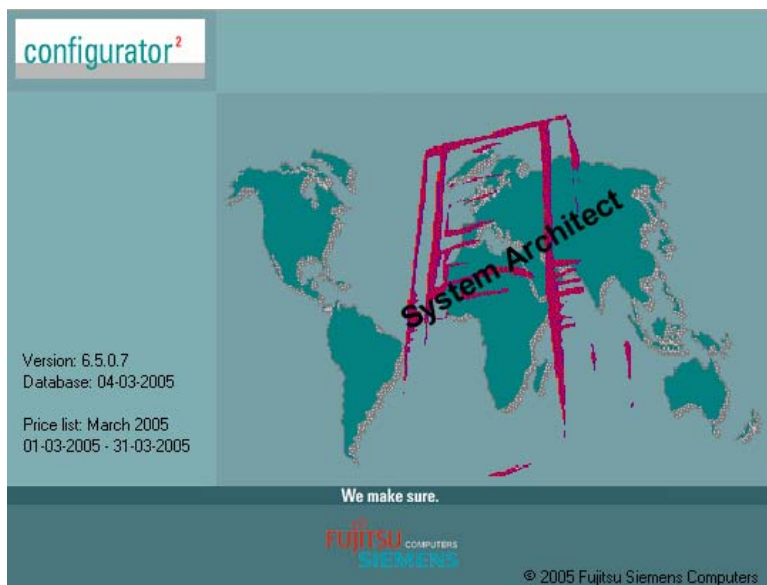 configurator²
System Architect
Version: 6.5.0.7
Database: 04-03-2005
Price list: March 2005
01-03-2005 - 31-03-2005
We make sure.
FUJITSU COMPUTERS
SIEMENS
© 2005 Fujitsu Siemens Computers